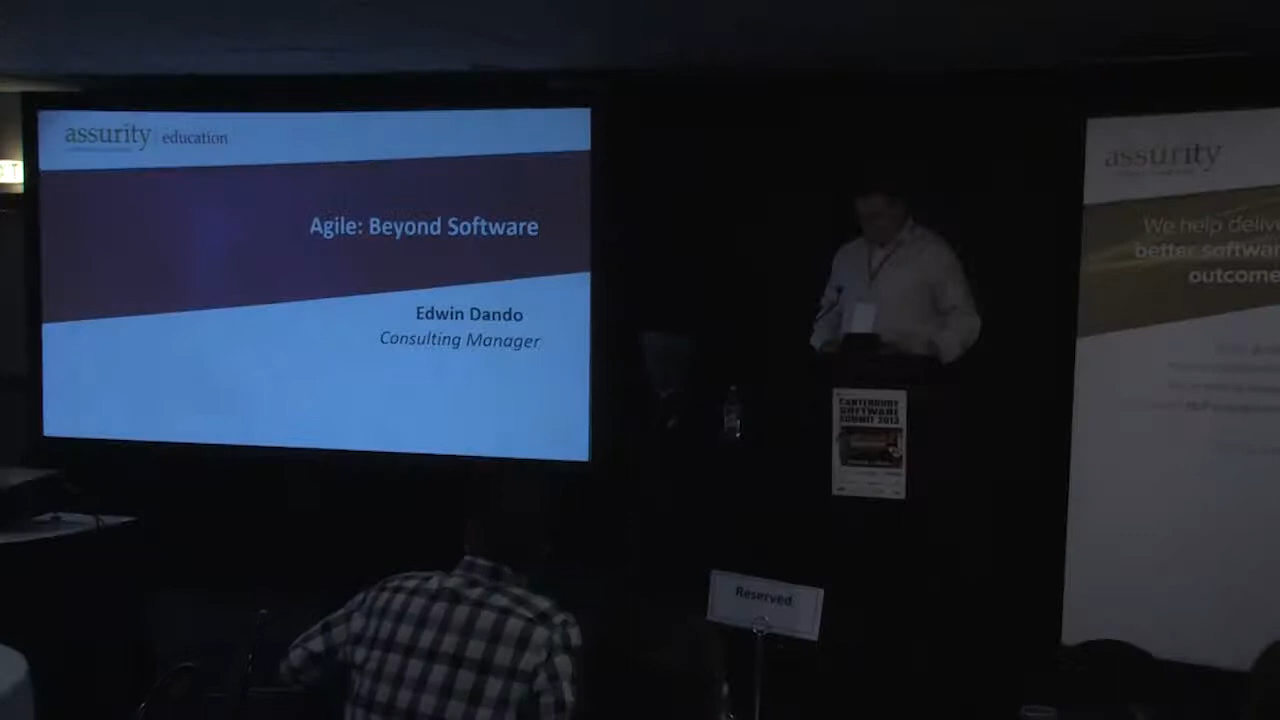 assurity education
Agile: Beyond Software
Edwin Dando
Consulting Manager
CANTERBURY
SOFTWARE
SUMMIT 2013
Reserved
assurity
We help delive
better softwar
outcome